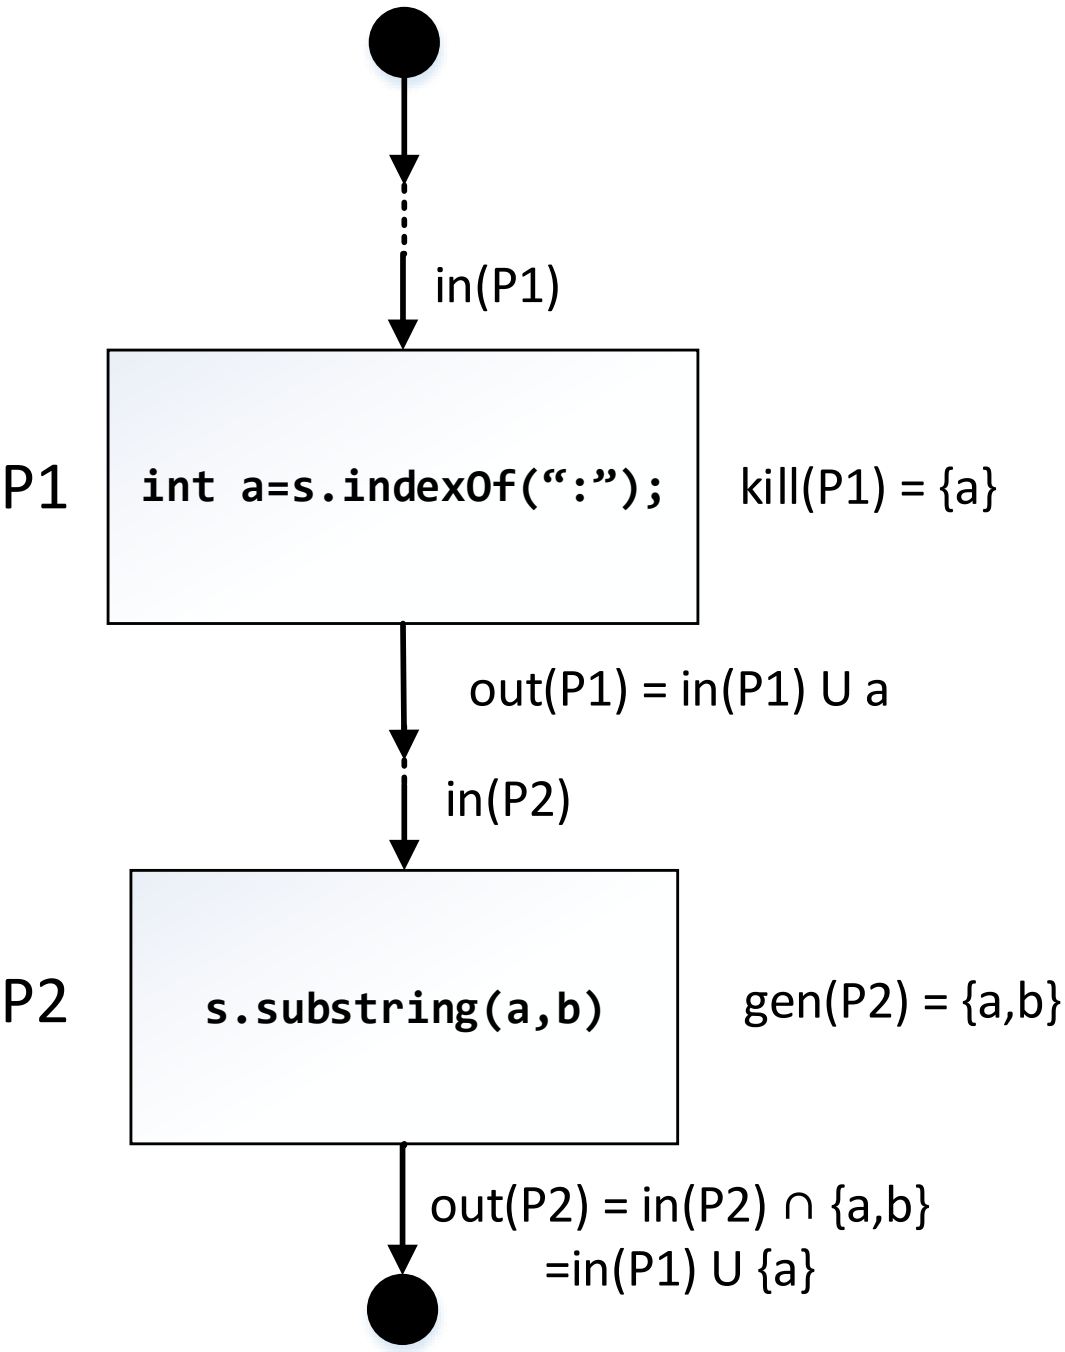 in(P1)
P1
int a=s.indexOf(“:”);
kill(P1) = {a}
out(P1) = in(P1) U a
in(P2)
P2
s.substring(a,b)
gen(P2) = {a,b}
out(P2) = in(P2) ∩ {a,b}
=in(P1) U {a}